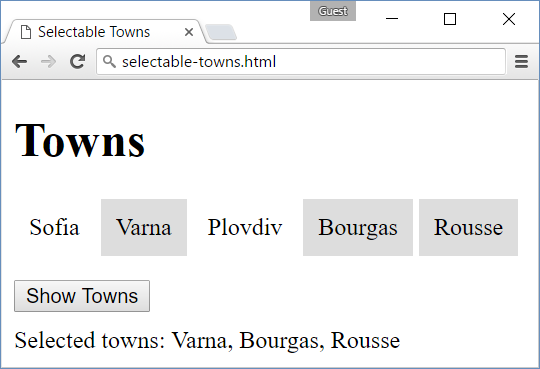 Guest
Selectable Towns
selectable-towns.html
Towns
Sofia Varna Plovdiv Bourgas Rousse
Show Towns
Selected towns: Varna, Bourgas, Rousse